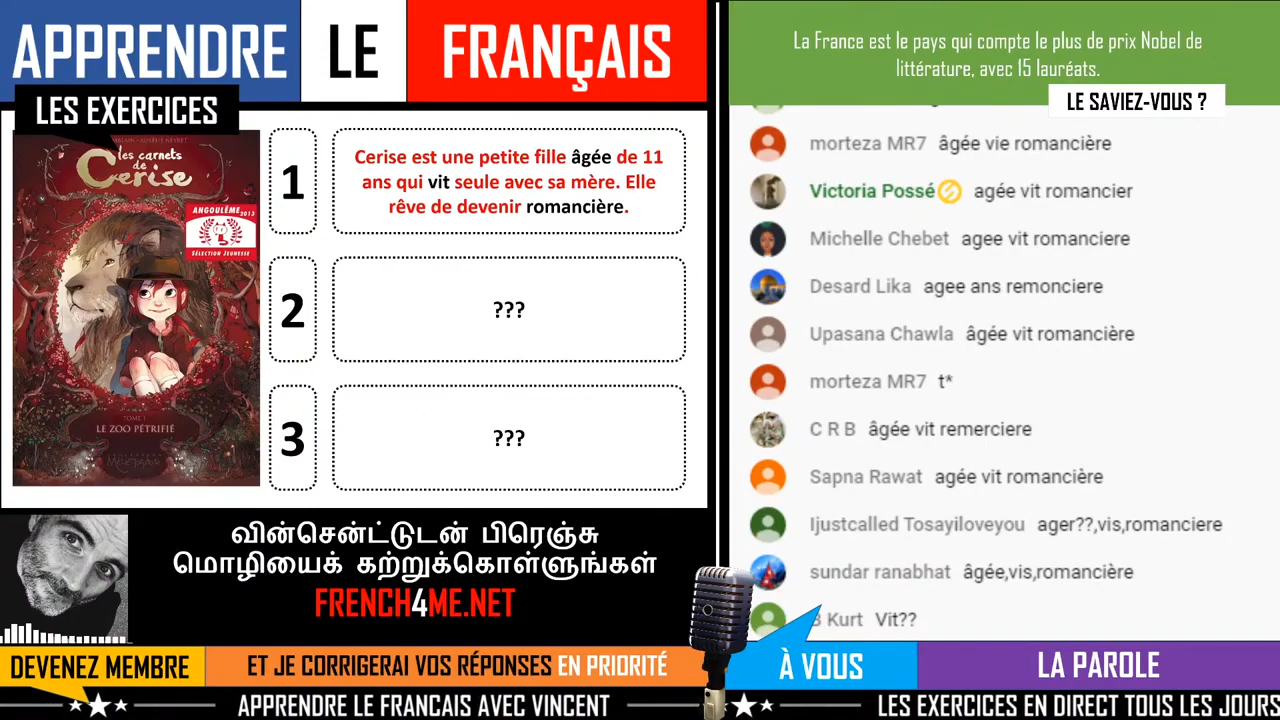 APPRENDRE LE FRANÇAIS
LES EXERCICES
les carnets
de
Cerise
ANGOULÊME 2013
SÉLECTION JEUNESSE
TOME 1
LE ZOO PÉTRIFIÉ
1
Cerise est une petite fille âgée de 11
ans qui vit seule avec sa mère. Elle
rêve de devenir romancière.
2
???
3
???
வின்சென்ட்டுடன் பிரெஞ்சு
மொழியைக் கற்றுக்கொள்ளுங்கள்
FRENCH4ME.NET
La France est le pays qui compte le plus de prix Nobel de
littérature, avec 15 lauréats.
LE SAVIEZ-VOUS ?
morteza MR7 âgée vie romancière
Victoria Possé agée vit romancier
Michelle Chebet agee vit romanciere
Desard Lika agee ans remonciere
Upasana Chawla âgée vit romancière
morteza MR7 t*
C R B âgée vit remerciere
Sapna Rawat agée vit romancière
Ijustcalled Tosayiloveyou ager??,vis,romanciere
sundar ranabhat âgée,vis,romancière
Kurt Vit??
DEVENEZ MEMBRE
ET JE CORRIGERAI VOS RÉPONSES EN PRIORITÉ
À VOUS
LA PAROLE
APPRENDRE LE FRANCAIS AVEC VINCENT
LES EXERCICES EN DIRECT TOUS LES JOURS